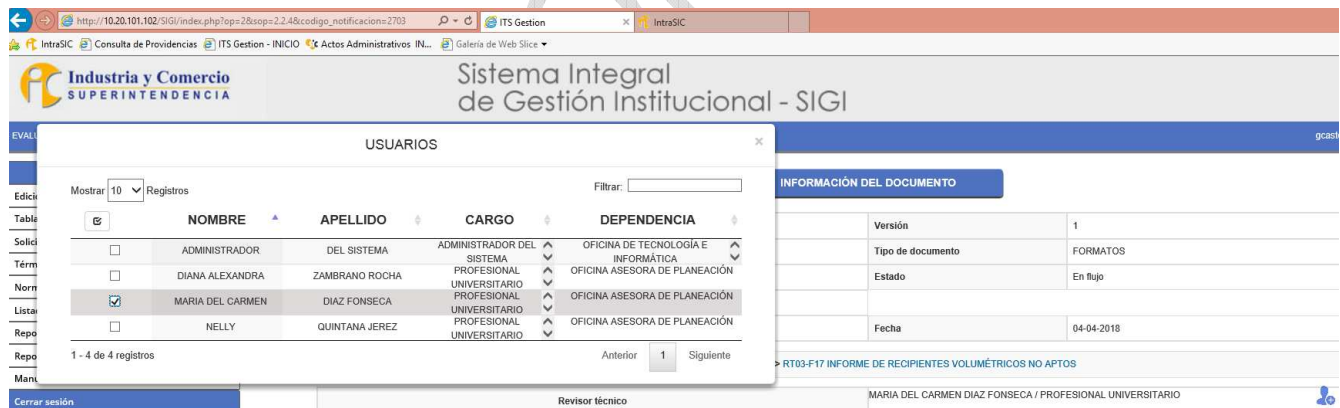 http://10.20.101.102/SIGI/index.php?op=2&sop=2.2.4&codigo_notificacion=2703
ITS Gestion
IntraSIC
IntraSIC Consulta de Providencias ITS Gestion - INICIO Actos Administrativos IN... Galería de Web Slice
Industria y Comercio
SUPERINTENDENCIA
Sistema Integral
de Gestión Institucional - SIGI
USUARIOS
Mostrar 10 Registros
Filtrar:
NOMBRE APELLIDO CARGO DEPENDENCIA
ADMINISTRADOR DEL SISTEMA ADMINISTRADOR DEL SISTEMA OFICINA DE TECNOLOGÍA E INFORMÁTICA
DIANA ALEXANDRA ZAMBRANO ROCHA PROFESIONAL UNIVERSITARIO OFICINA ASESORA DE PLANEACIÓN
MARIA DEL CARMEN DIAZ FONSECA PROFESIONAL UNIVERSITARIO OFICINA ASESORA DE PLANEACIÓN
NELLY QUINTANA JEREZ PROFESIONAL UNIVERSITARIO OFICINA ASESORA DE PLANEACIÓN
1 - 4 de 4 registros
Anterior 1 Siguiente
INFORMACIÓN DEL DOCUMENTO
Versión 1
Tipo de documento FORMATOS
Estado En flujo
Fecha 04-04-2018
> RT03-F17 INFORME DE RECIPIENTES VOLUMÉTRICOS NO APTOS
Cerrar sesión
Revisor técnico
MARIA DEL CARMEN DIAZ FONSECA / PROFESIONAL UNIVERSITARIO